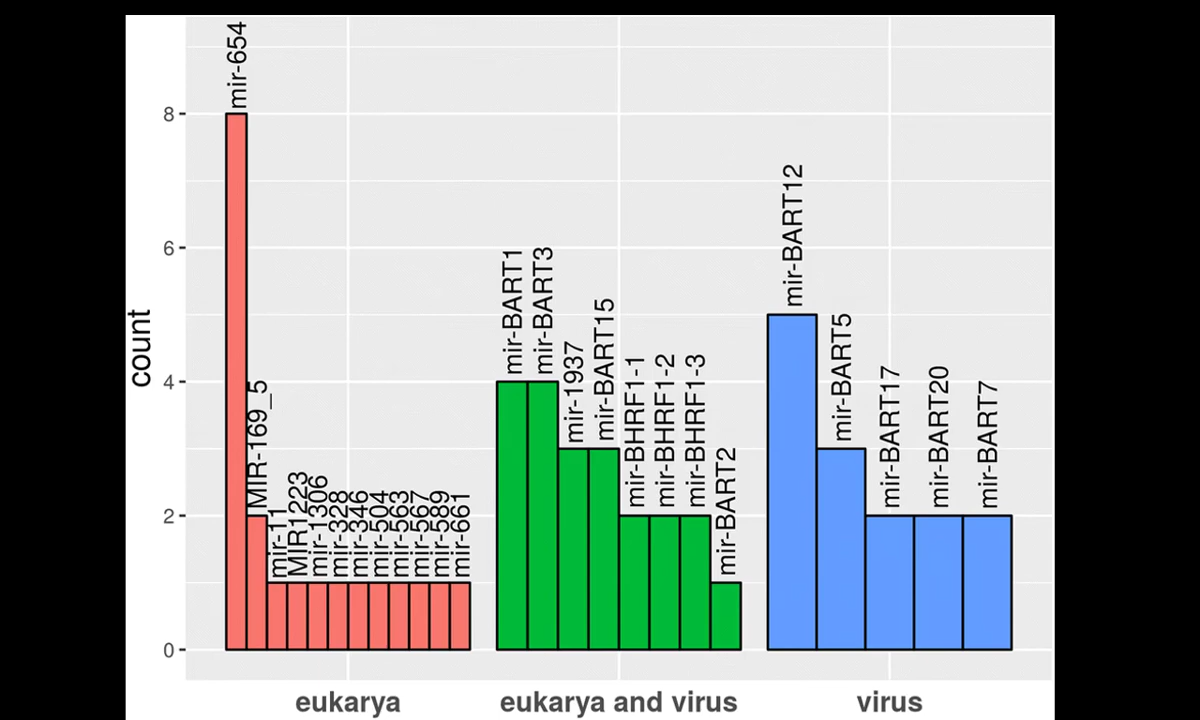 mir-654
MIR-169_5
mir-11
MIR1223
mir-1306
mir-328
mir-346
mir-504
mir-563
mir-567
mir-589
mir-661
mir-BART1
mir-BART3
mir-1937
mir-BART15
mir-BHRF1-1
mir-BHRF1-2
mir-BHRF1-3
mir-BART2
mir-BART12
mir-BART5
mir-BART17
mir-BART20
mir-BART7
count
8
6
4
2
0
eukarya
eukarya and virus
virus